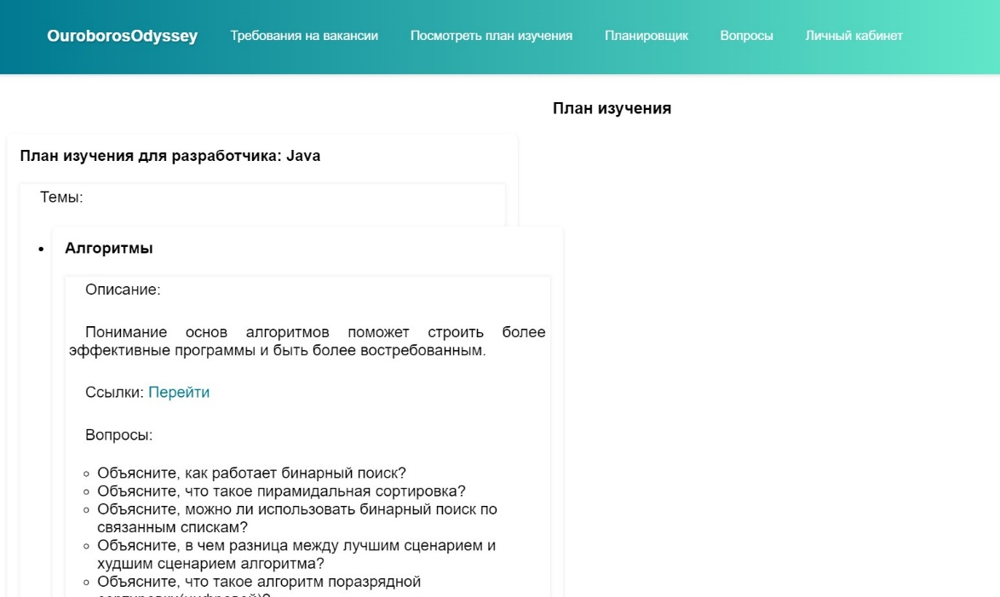 OuroborosOdyssey Требования на вакансии Посмотреть план изучения Планировщик Вопросы Личный кабинет
План изучения
План изучения для разработчика: Java
Темы:
Алгоритмы
Описание:
Понимание основ алгоритмов поможет строить более
эффективные программы и быть более востребованным.
Ссылки: Перейти
Вопросы:
Объясните, как работает бинарный поиск?
Объясните, что такое пирамидальная сортировка?
Объясните, можно ли использовать бинарный поиск по
связанным спискам?
Объясните, в чем разница между лучшим сценарием и
худшим сценарием алгоритма?
Объясните, что такое алгоритм поразрядной